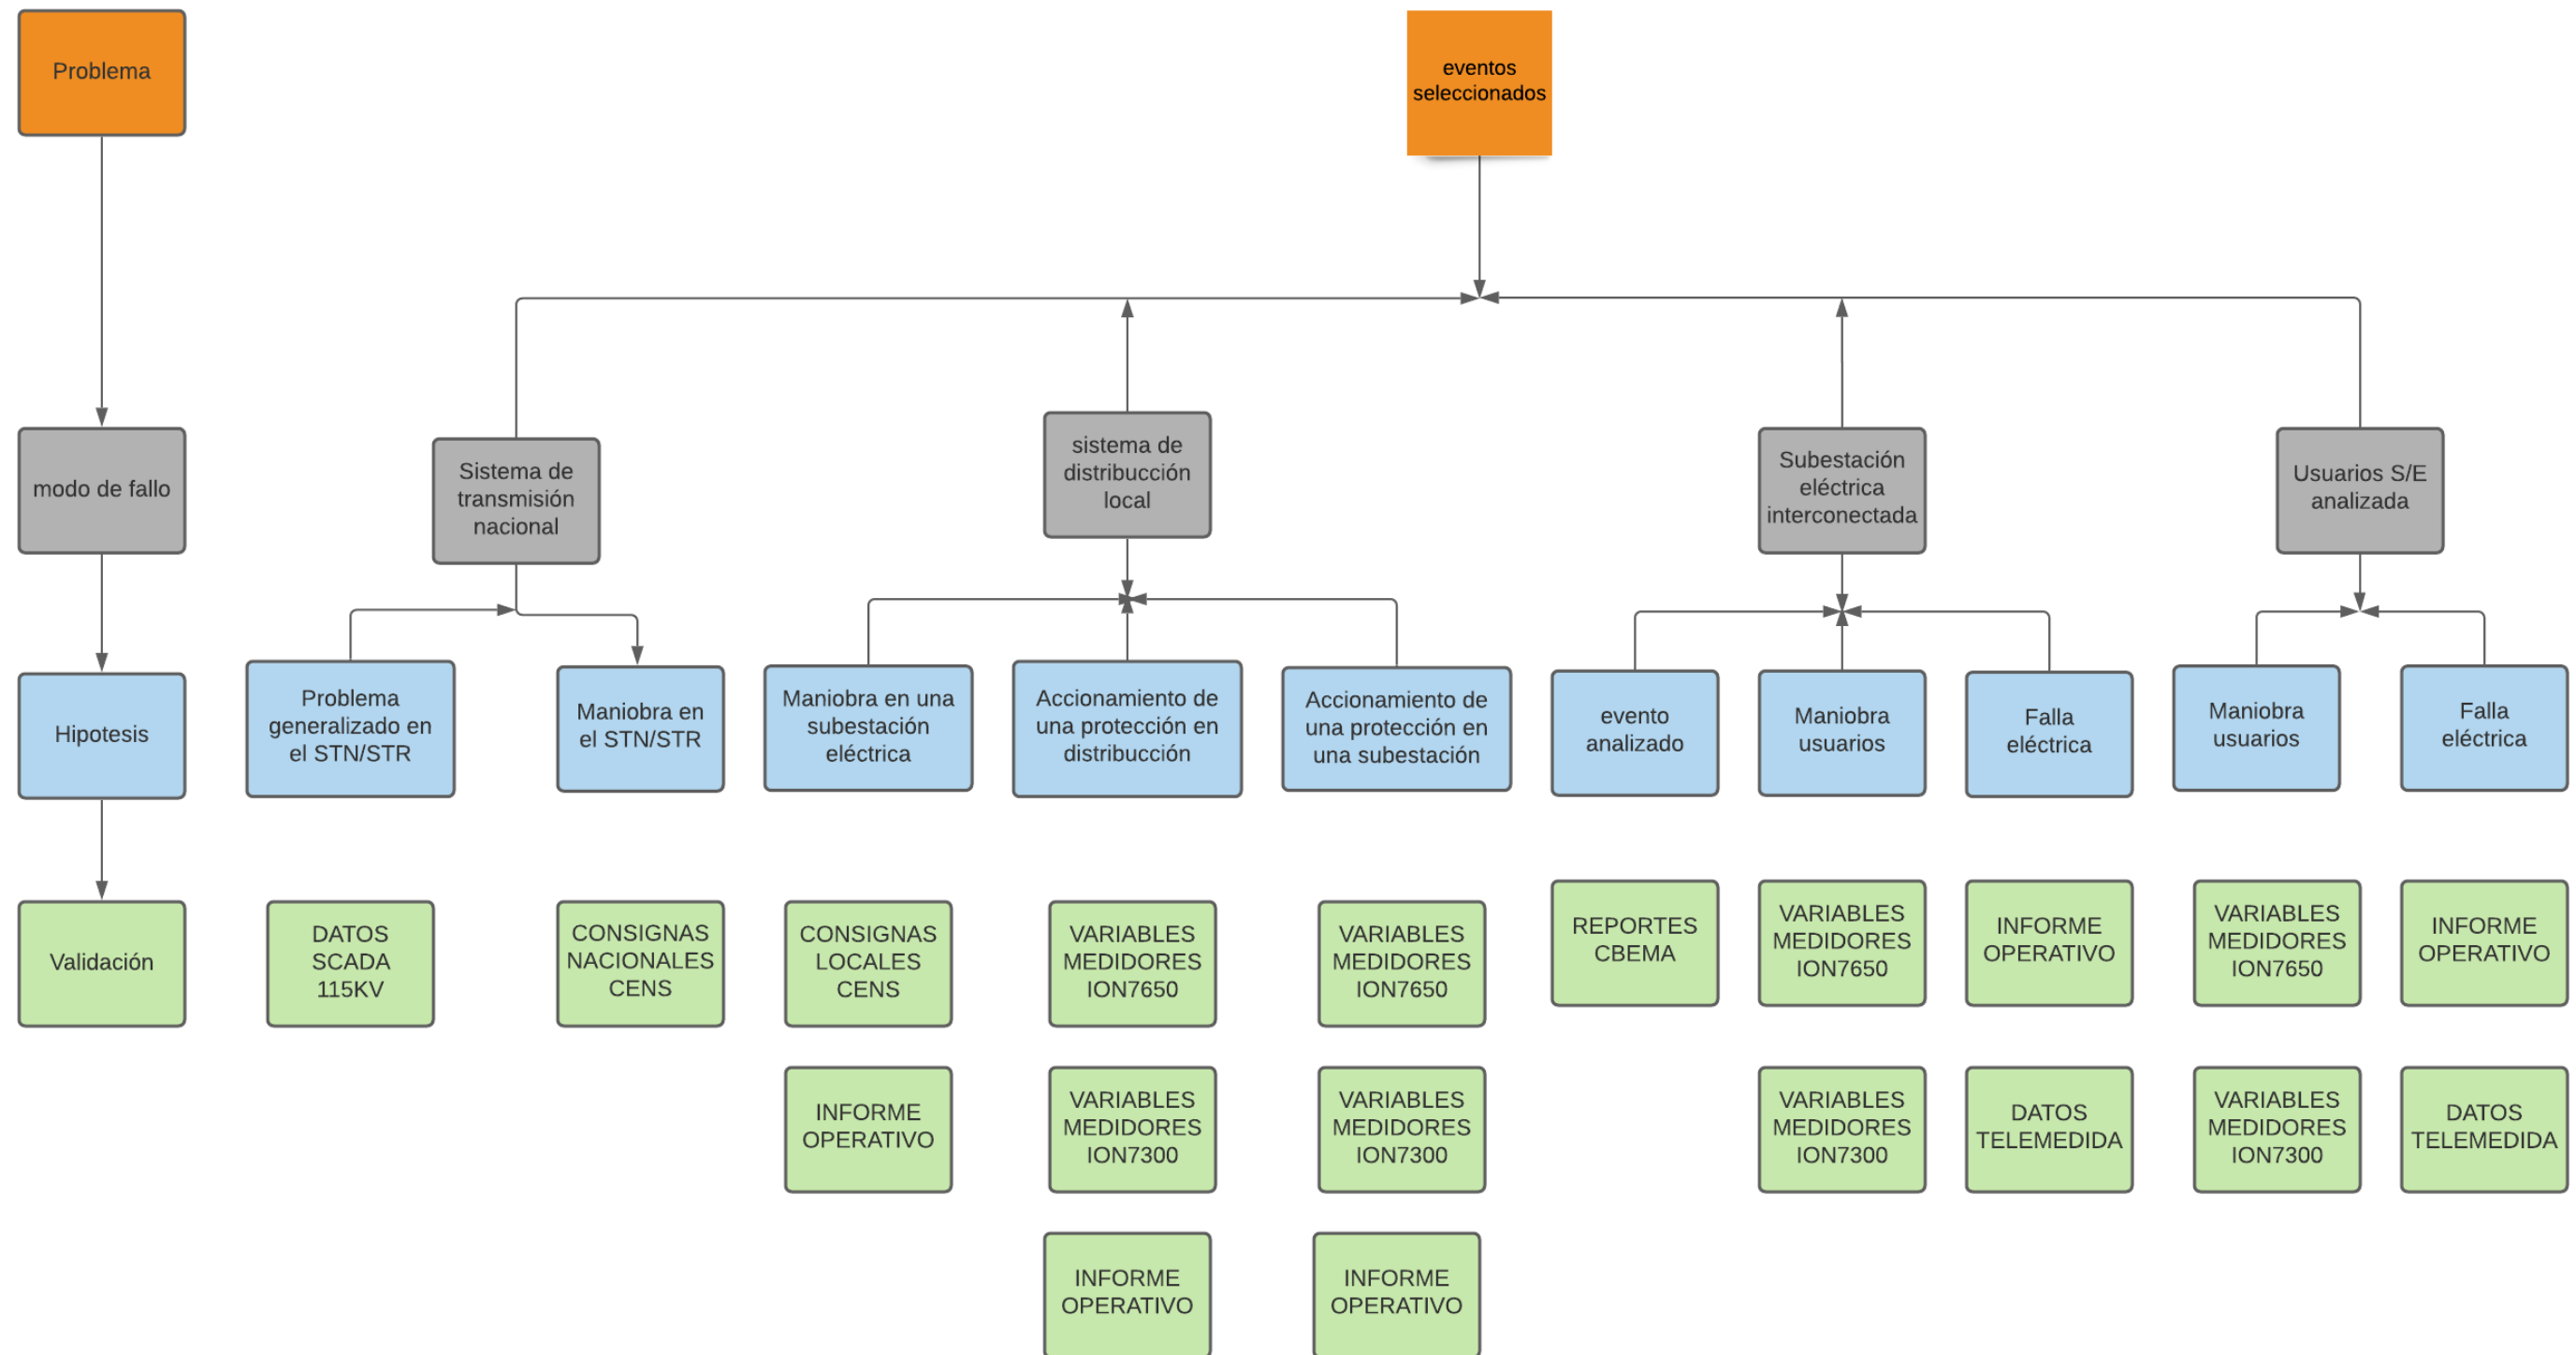 Problema
eventos
seleccionados
modo de fallo
Sistema de
transmisión
nacional
sistema de
distribucción
local
Subestación
eléctrica
interconectada
Usuarios S/E
analizada
Hipotesis
Problema
generalizado en
el STN/STR
Maniobra en
el STN/STR
Maniobra en una
subestación
eléctrica
Accionamiento de
una protección en
distribucción
Accionamiento de
una protección en
una subestación
evento
analizado
Maniobra
usuarios
Falla
eléctrica
Maniobra
usuarios
Falla
eléctrica
Validación
DATOS
SCADA
115KV
CONSIGNAS
NACIONALES
CENS
CONSIGNAS
LOCALES
CENS
VARIABLES
MEDIDORES
ION7650
VARIABLES
MEDIDORES
ION7650
REPORTES
CBEMA
VARIABLES
MEDIDORES
ION7650
INFORME
OPERATIVO
VARIABLES
MEDIDORES
ION7650
INFORME
OPERATIVO
INFORME
OPERATIVO
VARIABLES
MEDIDORES
ION7300
VARIABLES
MEDIDORES
ION7300
VARIABLES
MEDIDORES
ION7300
DATOS
TELEMEDIDA
VARIABLES
MEDIDORES
ION7300
DATOS
TELEMEDIDA
INFORME
OPERATIVO
INFORME
OPERATIVO